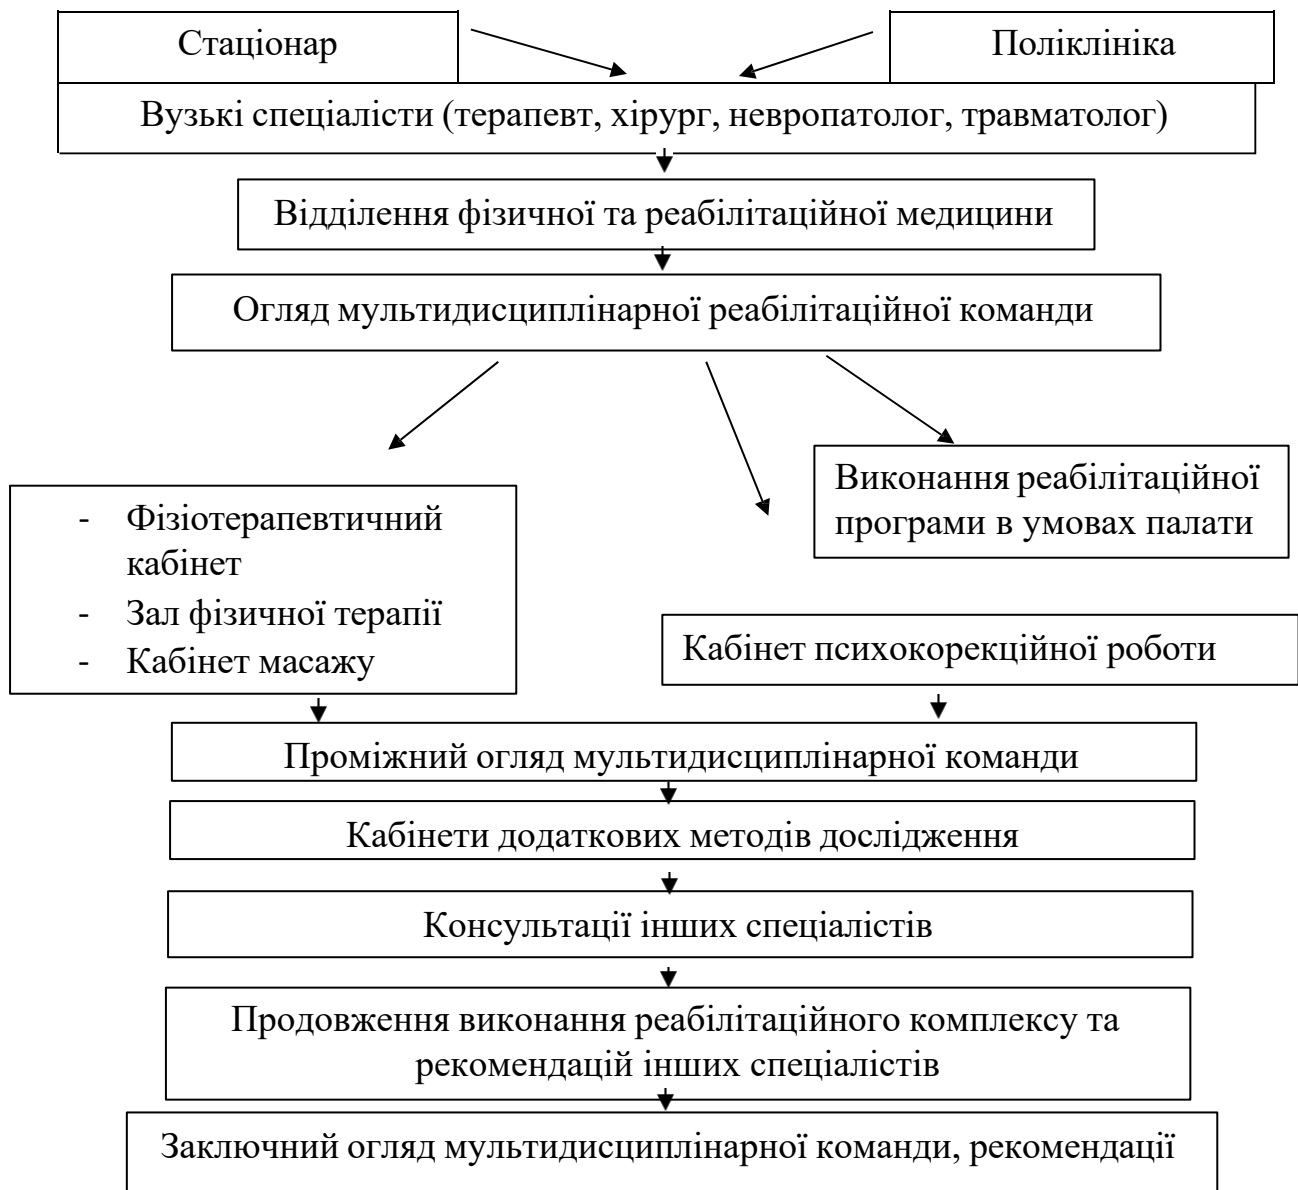 Стаціонар
Поліклініка
Вузькі спеціалісти (терапевт, хірург, невропатолог, травматолог)
Відділення фізичної та реабілітаційної медицини
Огляд мультидисциплінарної реабілітаційної команди
Виконання реабілітаційної
програми в умовах палати
- Фізіотерапевтичний
кабінет
- Зал фізичної терапії
- Кабінет масажу
Кабінет психокорекційної роботи
Проміжний огляд мультидисциплінарної команди
Кабінети додаткових методів дослідження
Консультації інших спеціалістів
Продовження виконання реабілітаційного комплексу та
рекомендацій інших спеціалістів
Заключний огляд мультидисциплінарної команди, рекомендації